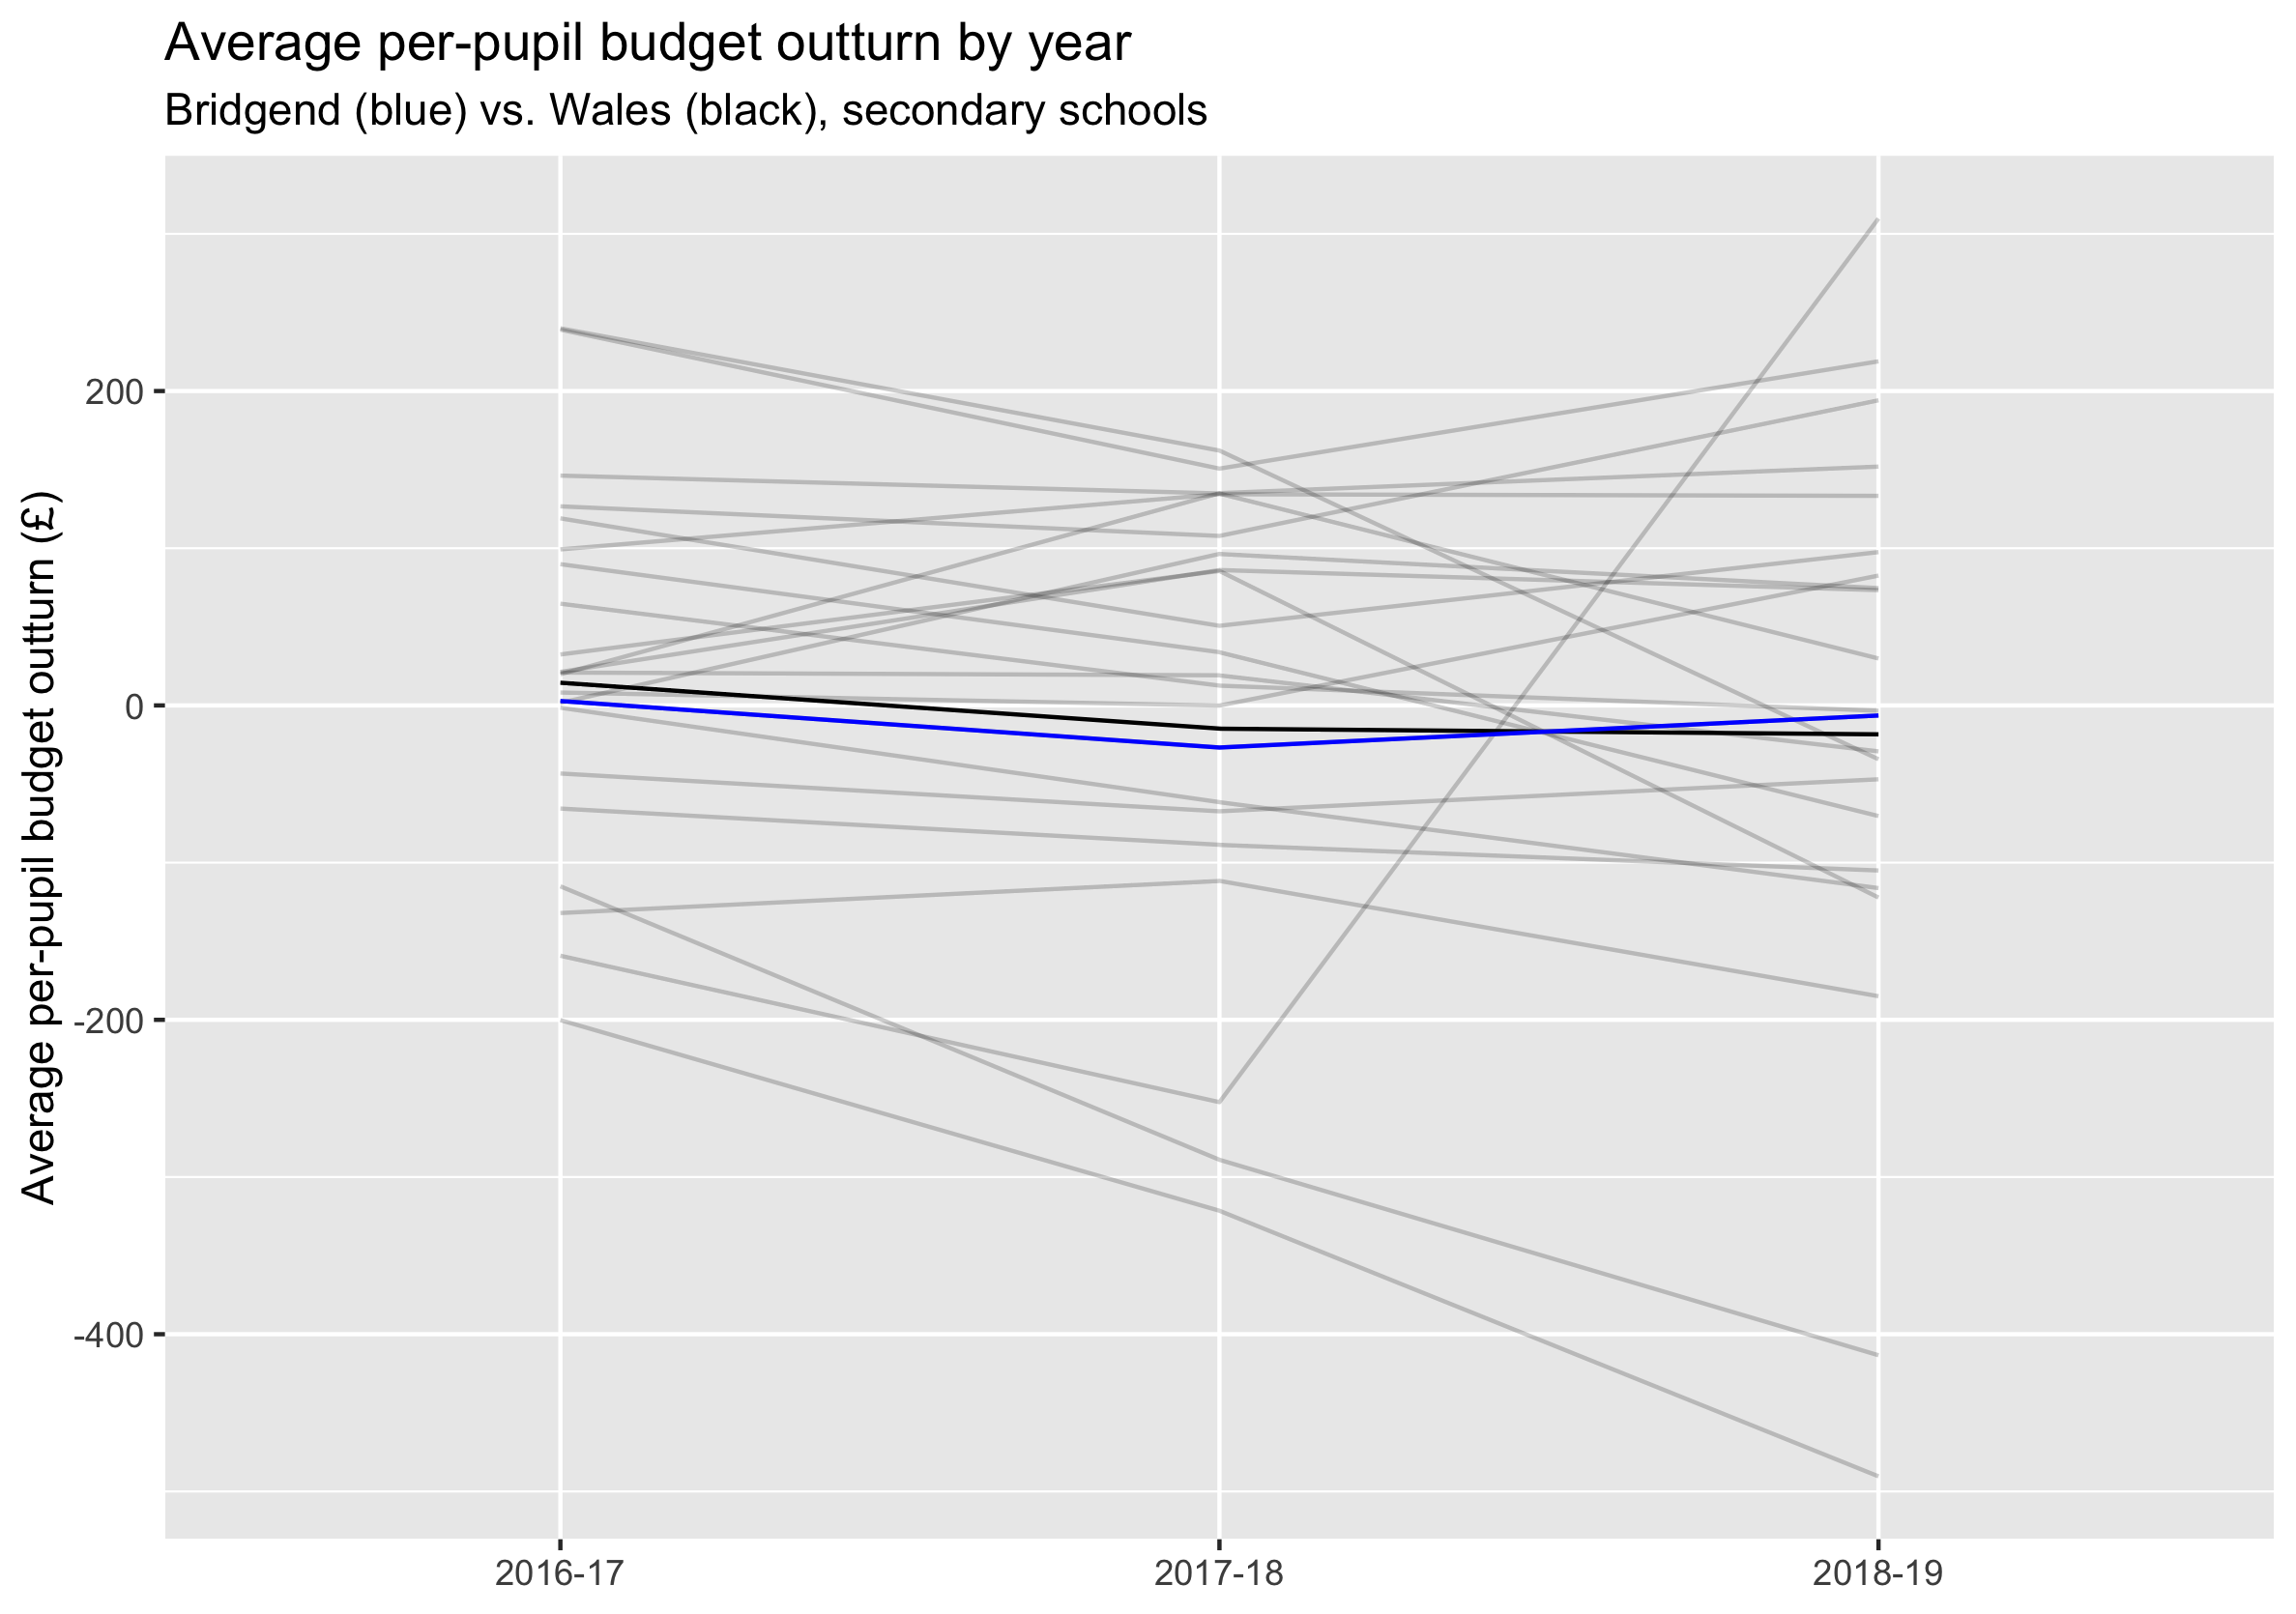 Average per-pupil budget outturn by year
Bridgend (blue) vs. Wales (black), secondary schools
Average per-pupil budget outturn (£)
200
0
-200
-400
2016-17
2017-18
2018-19